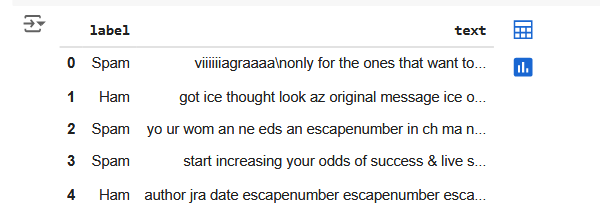 label text
0 Spam viiiiiiagraaaa\nonly for the ones that want to...
1 Ham got ice thought look az original message ice o...
2 Spam yo ur wom an ne eds an escapenumber in ch ma n...
3 Spam start increasing your odds of success & live s...
4 Ham author jra date escapenumber escapenumber esca...